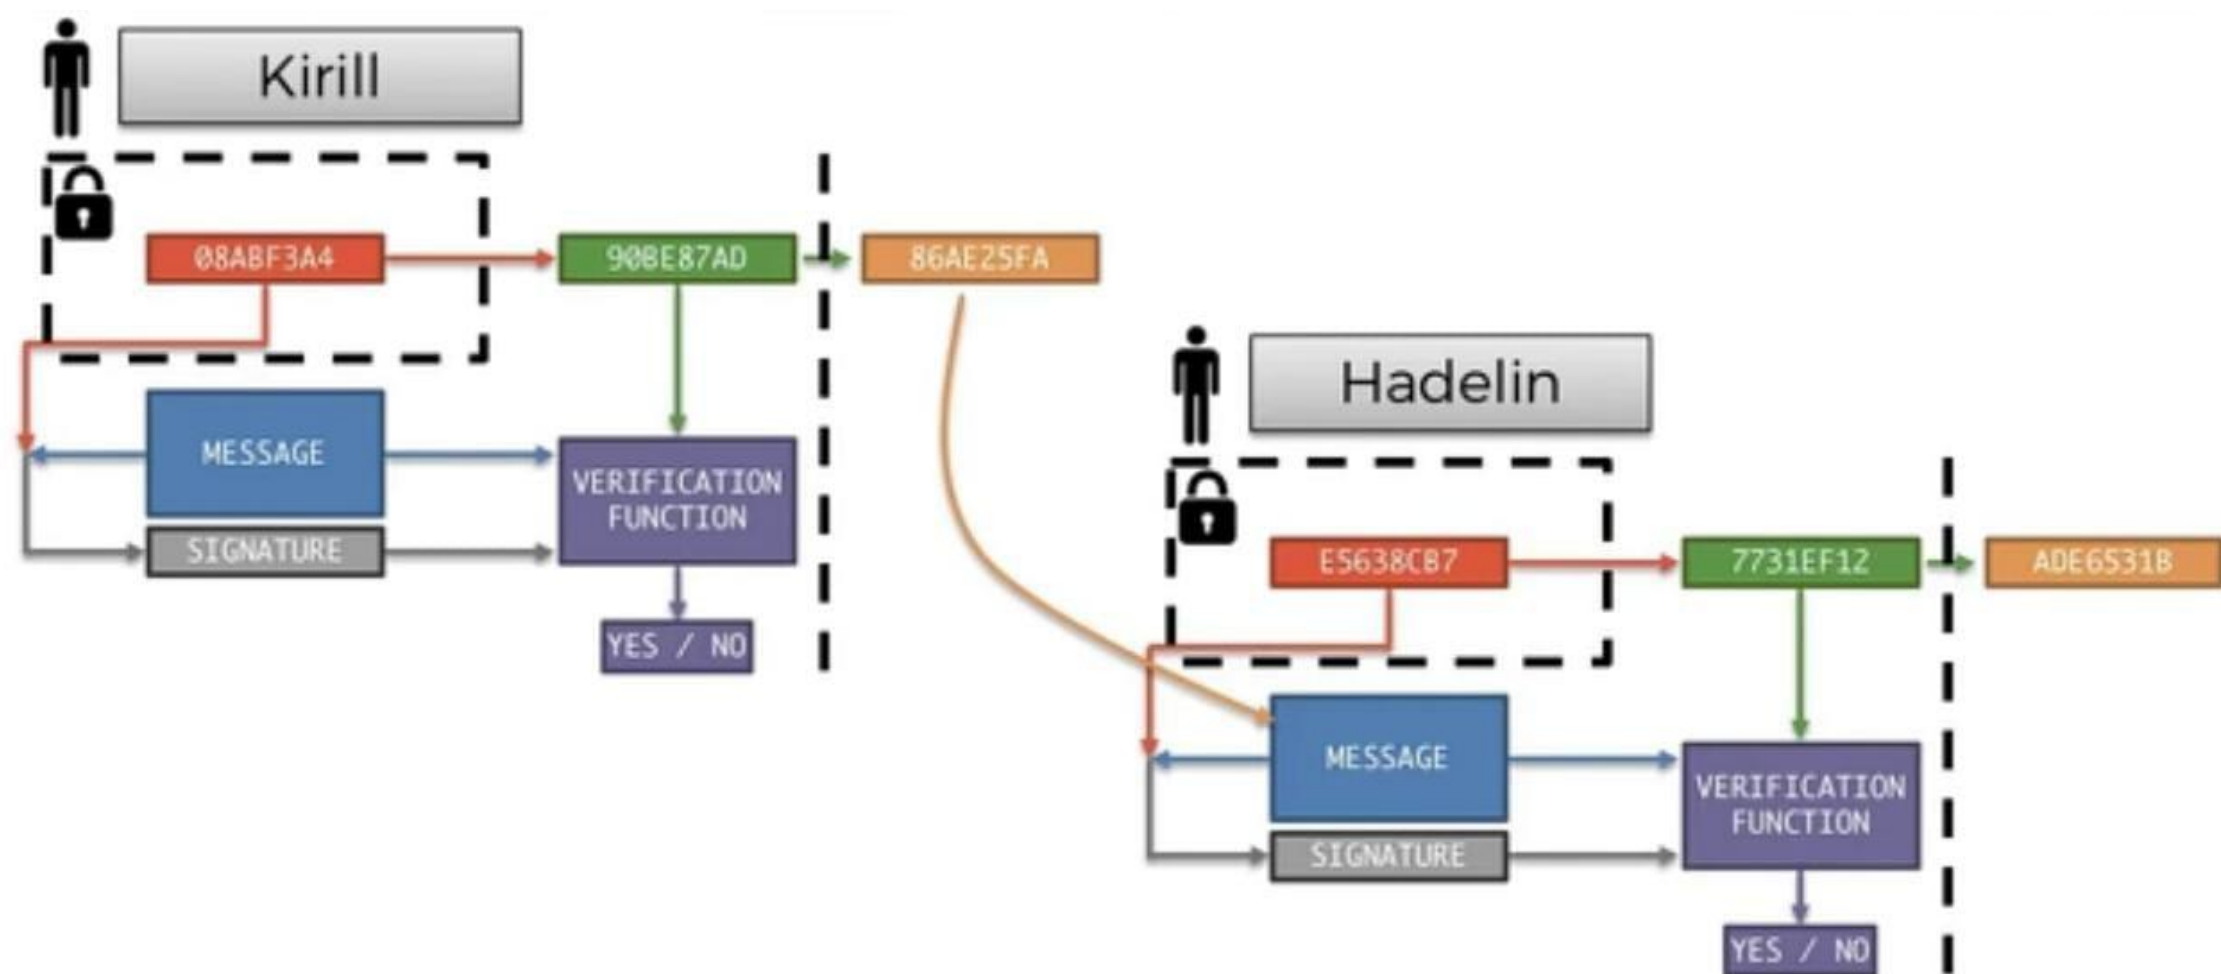 Kirill
08ABF3A4
90BE87AD
86AE25FA
MESSAGE
SIGNATURE
VERIFICATION
FUNCTION
YES / NO
Hadelin
E5638CB7
7731EF12
ADE6531B
MESSAGE
SIGNATURE
VERIFICATION
FUNCTION
YES / NO